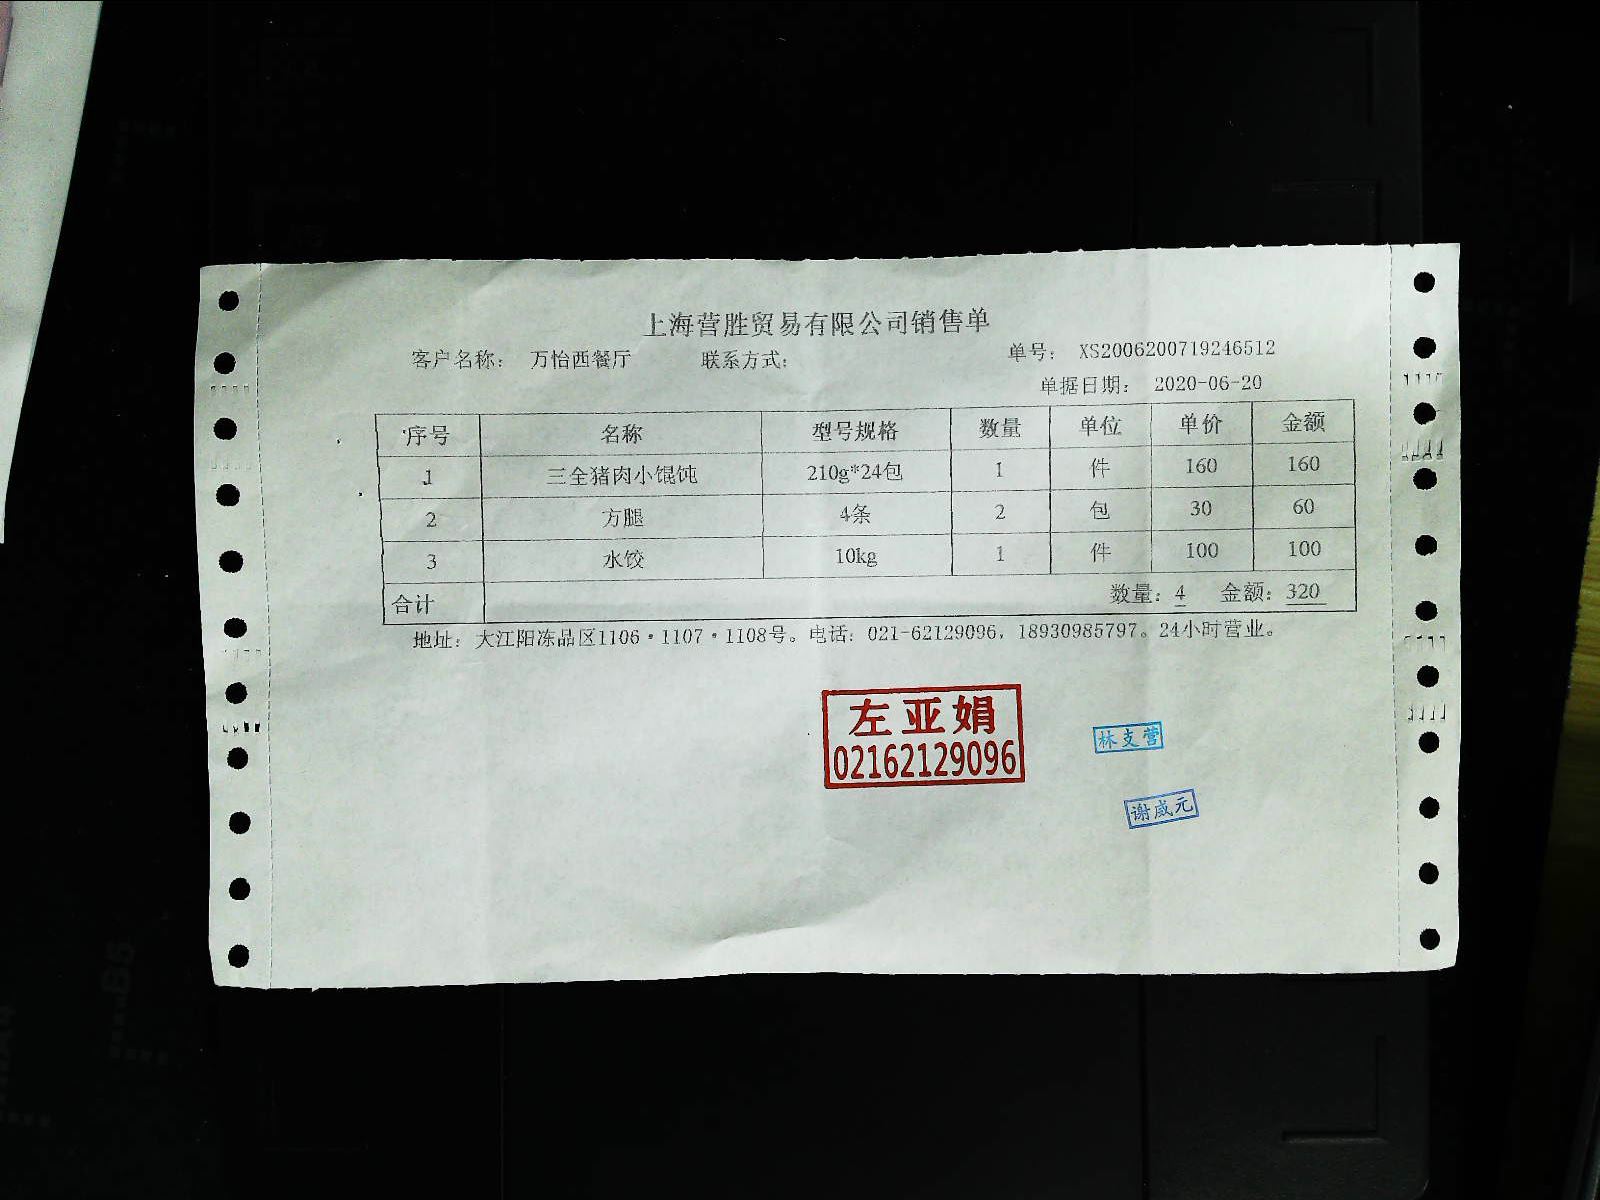 上海营胜贸易有限公司销售单
客户名称： 万怡西餐厅 联系方式： 单号： XS2006200719246512
单据日期： 2020-06-20
序号 名称 型号规格 数量 单位 单价 金额
1 三全猪肉小馄饨 210g*24包 1 件 160 160
2 方腿 4条 2 包 30 60
3 水饺 10kg 1 件 100 100
合计 数量：4 金额：320
地址：大江阳冻品区1106·1107·1108号。电话：021-62129096，18930985797。24小时营业。
左亚娟
02162129096
林支营
谢威元